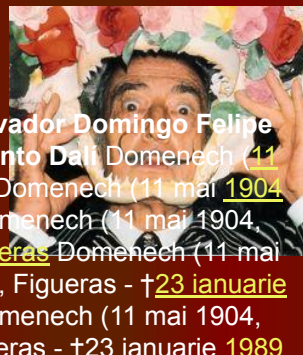 vador Domingo Felipe
nto Dalí Domenech (11
Domenech (11 mai 1904
menech (11 mai 1904,
eras Domenech (11 mai
, Figueras - †23 ianuarie
menech (11 mai 1904,
eras - †23 ianuarie 1989